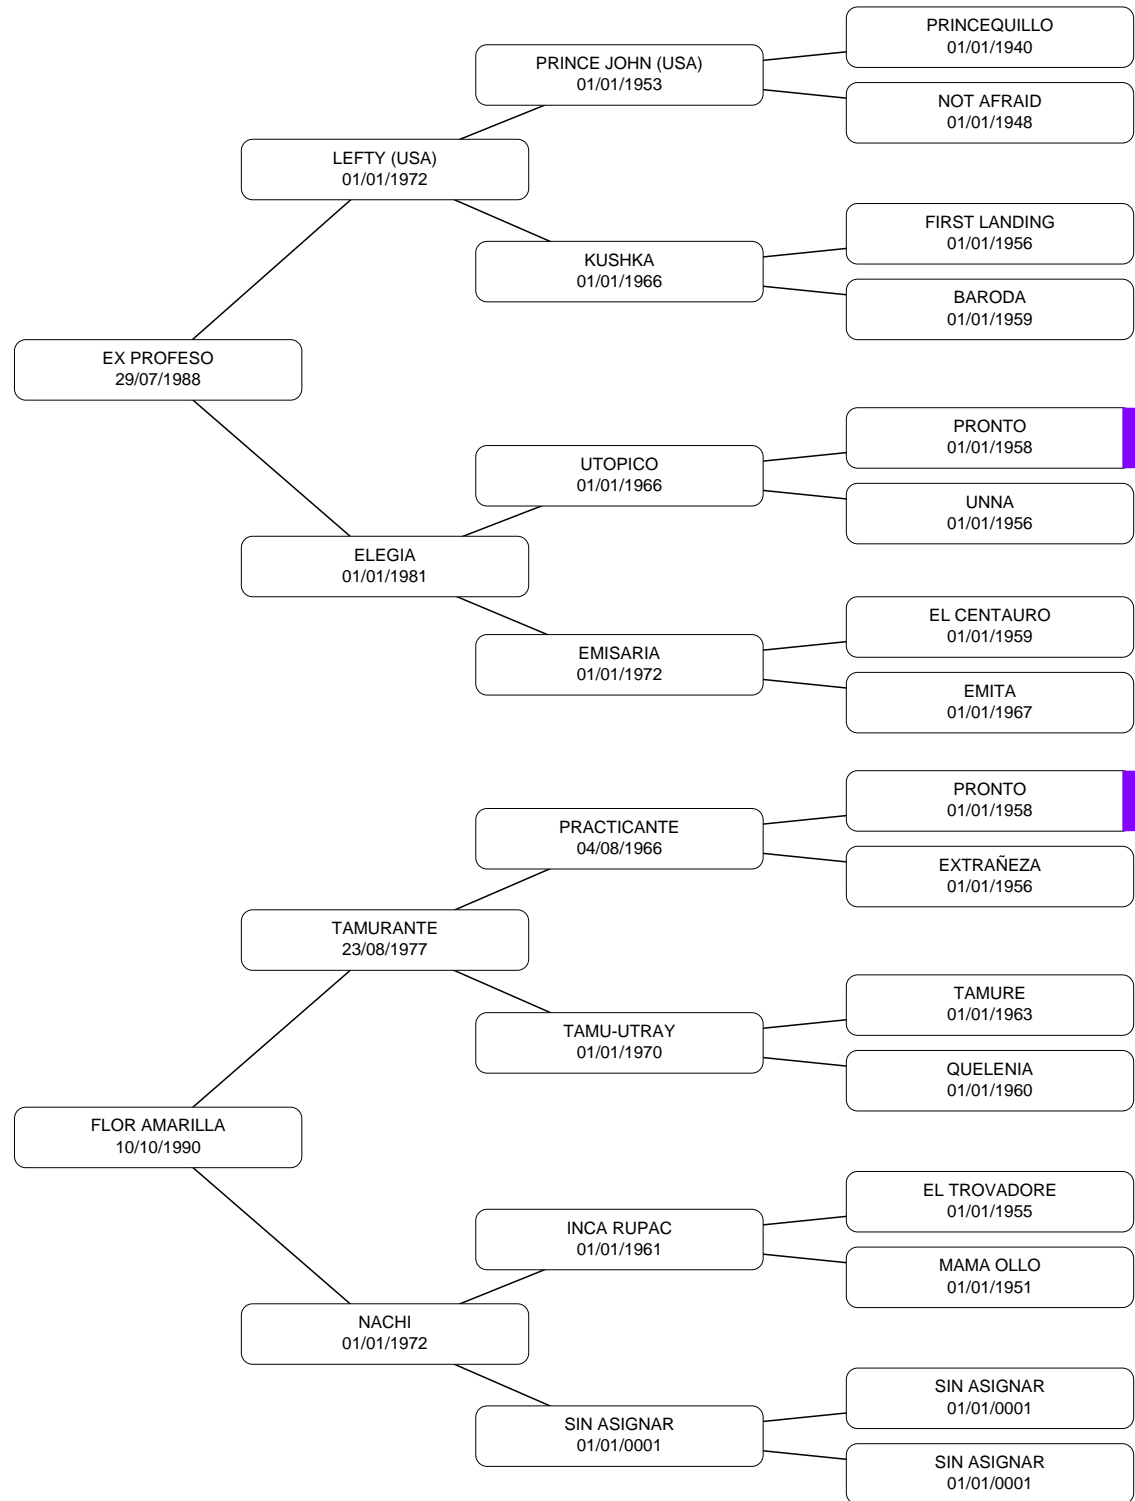 PRINCEQUILLO
01/01/1940
PRINCE JOHN (USA)
01/01/1953
NOT AFRAID
01/01/1948
LEFTY (USA)
01/01/1972
FIRST LANDING
01/01/1956
KUSHKA
01/01/1966
BARODA
01/01/1959
EX PROFESO
29/07/1988
PRONTO
01/01/1958
UTOPICO
01/01/1966
UNNA
01/01/1956
ELEGIA
01/01/1981
EL CENTAURO
01/01/1959
EMISARIA
01/01/1972
EMITA
01/01/1967
PRONTO
01/01/1958
PRACTICANTE
04/08/1966
EXTRAÑEZA
01/01/1956
TAMURANTE
23/08/1977
TAMURE
01/01/1963
TAMU-UTRAY
01/01/1970
QUELENIA
01/01/1960
FLOR AMARILLA
10/10/1990
EL TROVADORE
01/01/1955
INCA RUPAC
01/01/1961
MAMA OLLO
01/01/1951
NACHI
01/01/1972
SIN ASIGNAR
01/01/0001
SIN ASIGNAR
01/01/0001
SIN ASIGNAR
01/01/0001